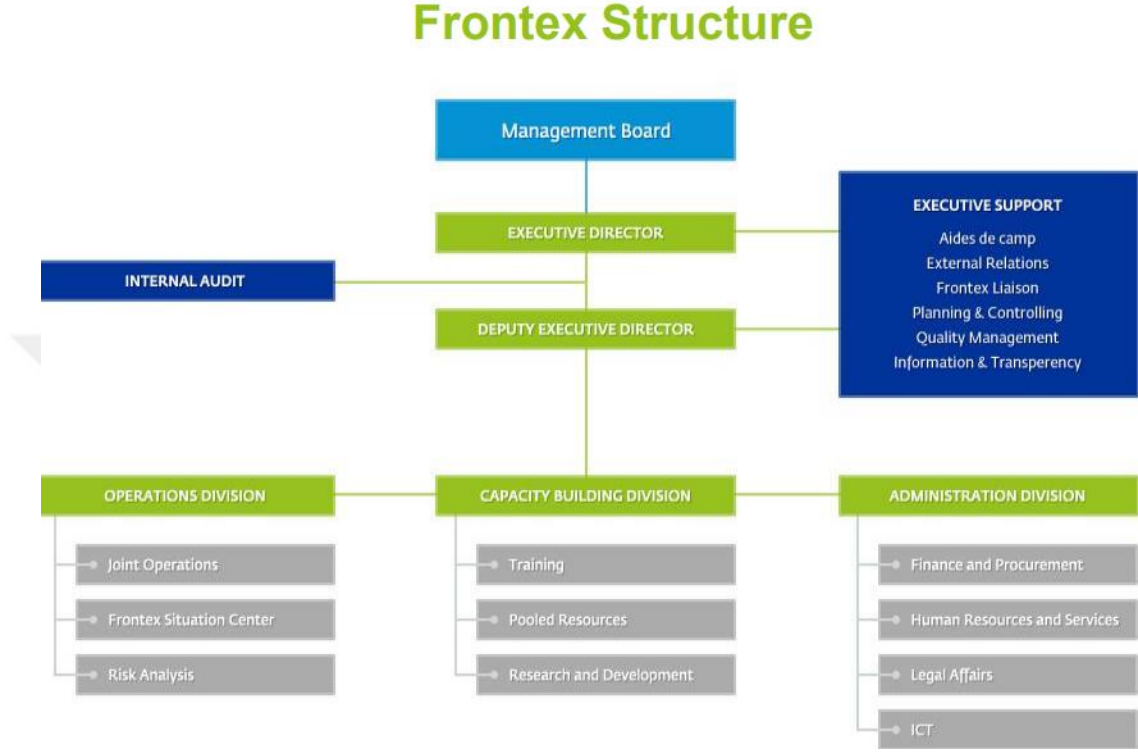 Frontex Structure
Management Board
EXECUTIVE DIRECTOR
EXECUTIVE SUPPORT
Aides de camp
External Relations
Frontex Liaison
Planning & Controlling
Quality Management
Information & Transperency
INTERNAL AUDIT
DEPUTY EXECUTIVE DIRECTOR
OPERATIONS DIVISION
Joint Operations
Frontex Situation Center
Risk Analysis
CAPACITY BUILDING DIVISION
Training
Pooled Resources
Research and Development
ADMINISTRATION DIVISION
Finance and Procurement
Human Resources and Services
Legal Affairs
ICT